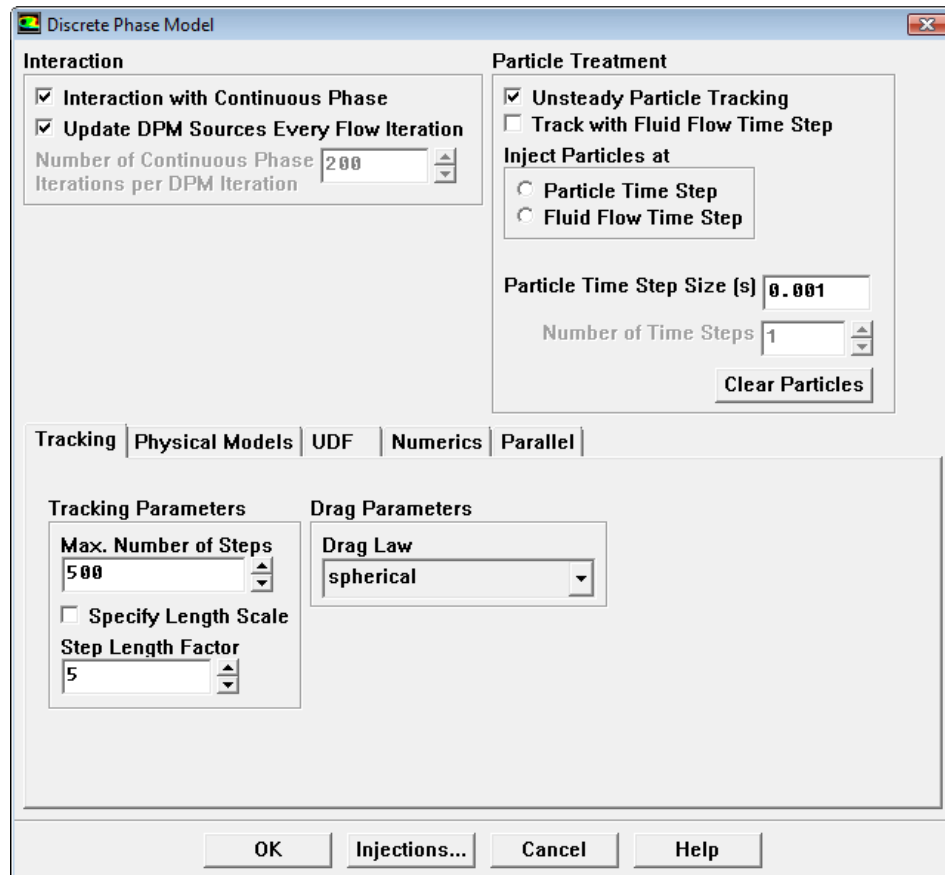 Discrete Phase Model
Interaction
Interaction with Continuous Phase
Update DPM Sources Every Flow Iteration
Number of Continuous Phase
Iterations per DPM Iteration
200
Particle Treatment
Unsteady Particle Tracking
Track with Fluid Flow Time Step
Inject Particles at
Particle Time Step
Fluid Flow Time Step
Particle Time Step Size (s) 0.001
Number of Time Steps 1
Clear Particles
Tracking Physical Models UDF Numerics Parallel
Tracking Parameters
Max. Number of Steps
500
Specify Length Scale
Step Length Factor
5
Drag Parameters
Drag Law
spherical
OK Injections... Cancel Help